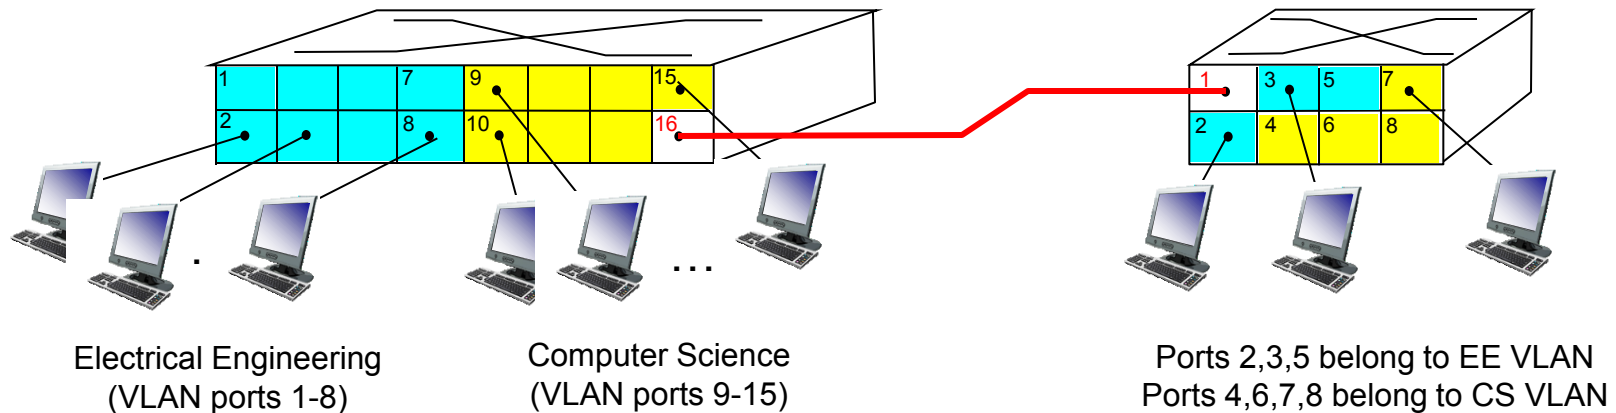 1 7 9 15
2 8 10 16
1 3 5 7
2 4 6 8
. ...
Electrical Engineering
(VLAN ports 1-8)
Computer Science
(VLAN ports 9-15)
Ports 2,3,5 belong to EE VLAN
Ports 4,6,7,8 belong to CS VLAN